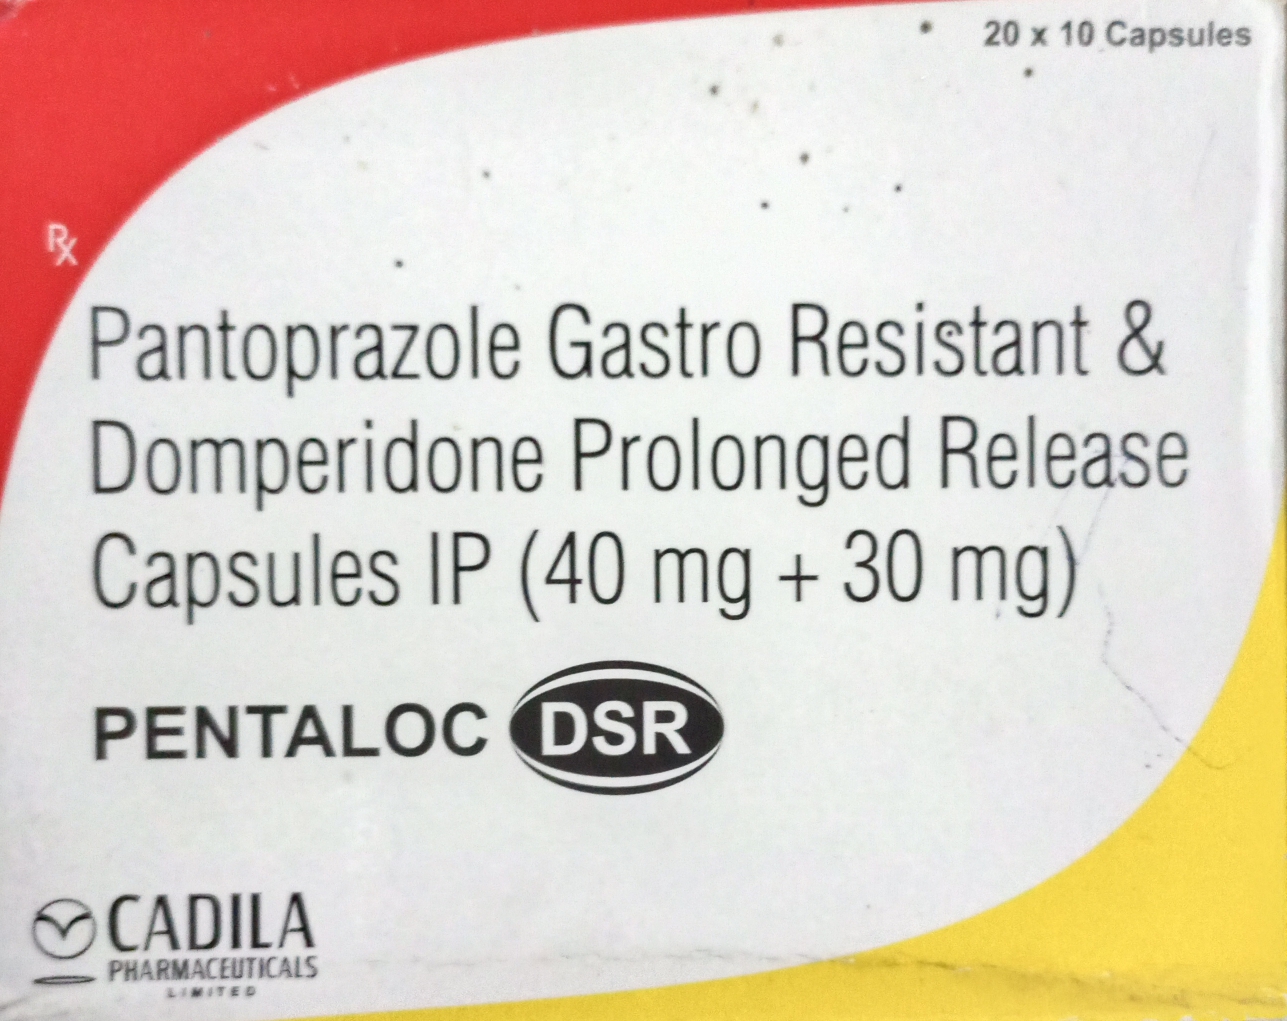 20 x 10 Capsules
Rx
Pantoprazole Gastro Resistant &
Domperidone Prolonged Release
Capsules IP (40 mg + 30 mg)
PENTALOC DSR
CADILA
PHARMACEUTICALS
LIMITED